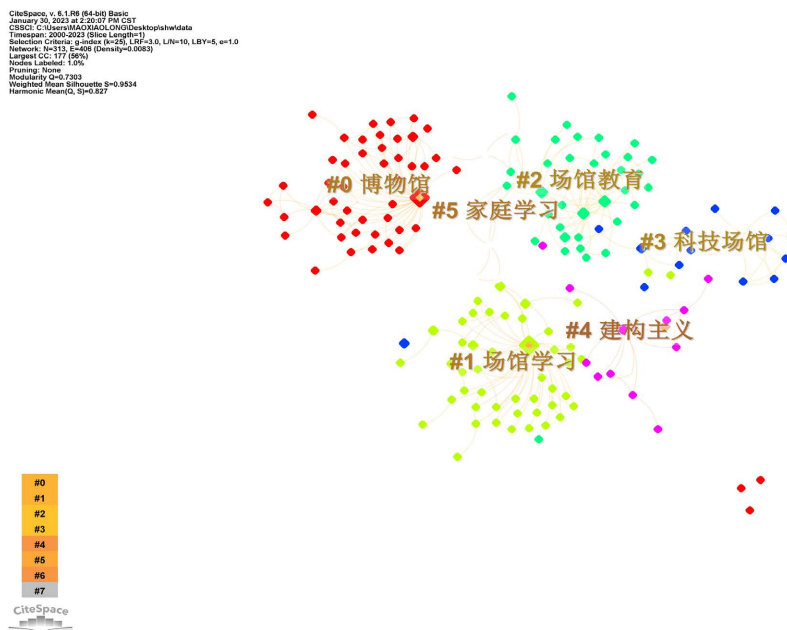 CiteSpace, v. 6.1.R6 (64-bit) Basic
January 30, 2023 at 2:20:07 PM CST
CSSCI: C:\Users\MAOXIAOLONG\Desktop\shw\data
Timespan: 2000-2023 (Slice Length=1)
Selection Criteria: g-index (k=25), LRF=3.0, L/N=10, LBY=5, e=1.0
Network: N=313, E=406 (Density=0.0083)
Largest CC: 177 (56%)
Nodes Labeled: 1.0%
Pruning: None
Modularity Q=0.7303
Weighted Mean Silhouette S=0.9534
Harmonic Mean(Q, S)=0.827
#0 博物馆
#2 场馆教育
#5 家庭学习
#3 科技场馆
#4 建构主义
#1 场馆学习
#0
#1
#2
#3
#4
#5
#6
#7
CiteSpace